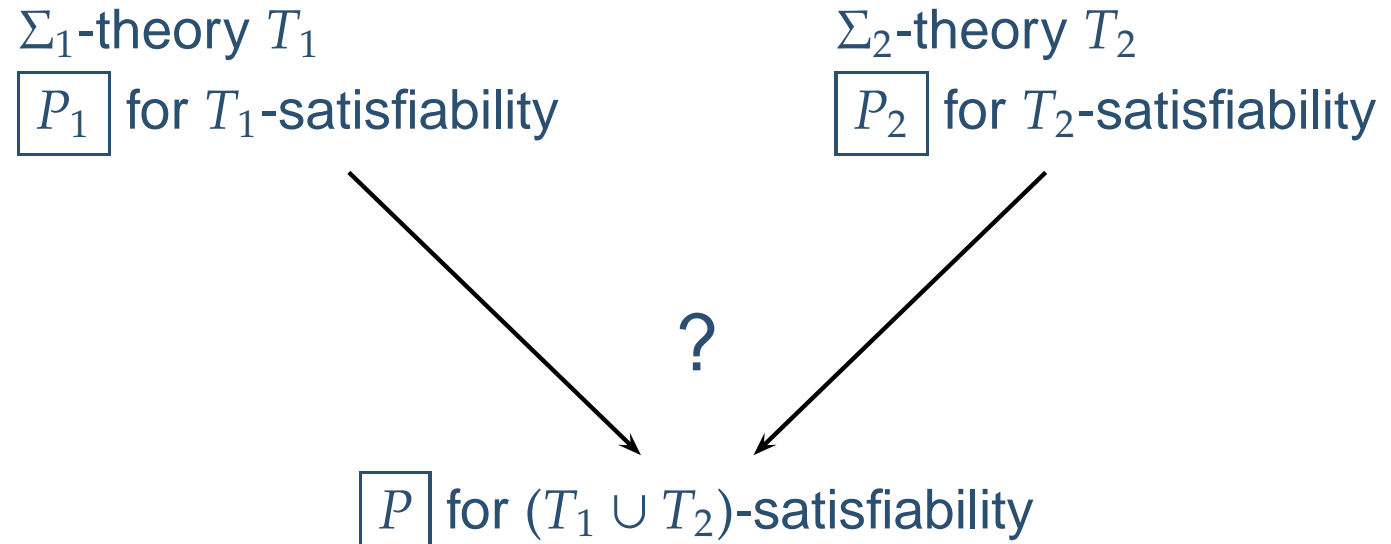 Σ₁-theory T₁
P₁ for T₁-satisfiability
Σ₂-theory T₂
P₂ for T₂-satisfiability
?
P for (T₁ ∪ T₂)-satisfiability